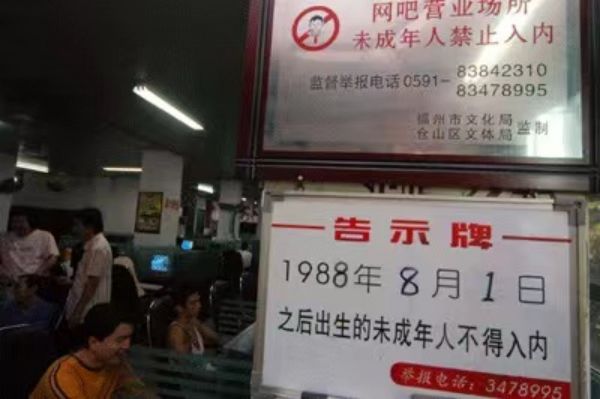 网吧营业场所
未成年人禁止入内
监督举报电话0591-
83842310
83478995
福州市文化局
仓山区文体局
监制
告示牌
1988年8月1日
之后出生的未成年人不得入内
举报电话:3478995